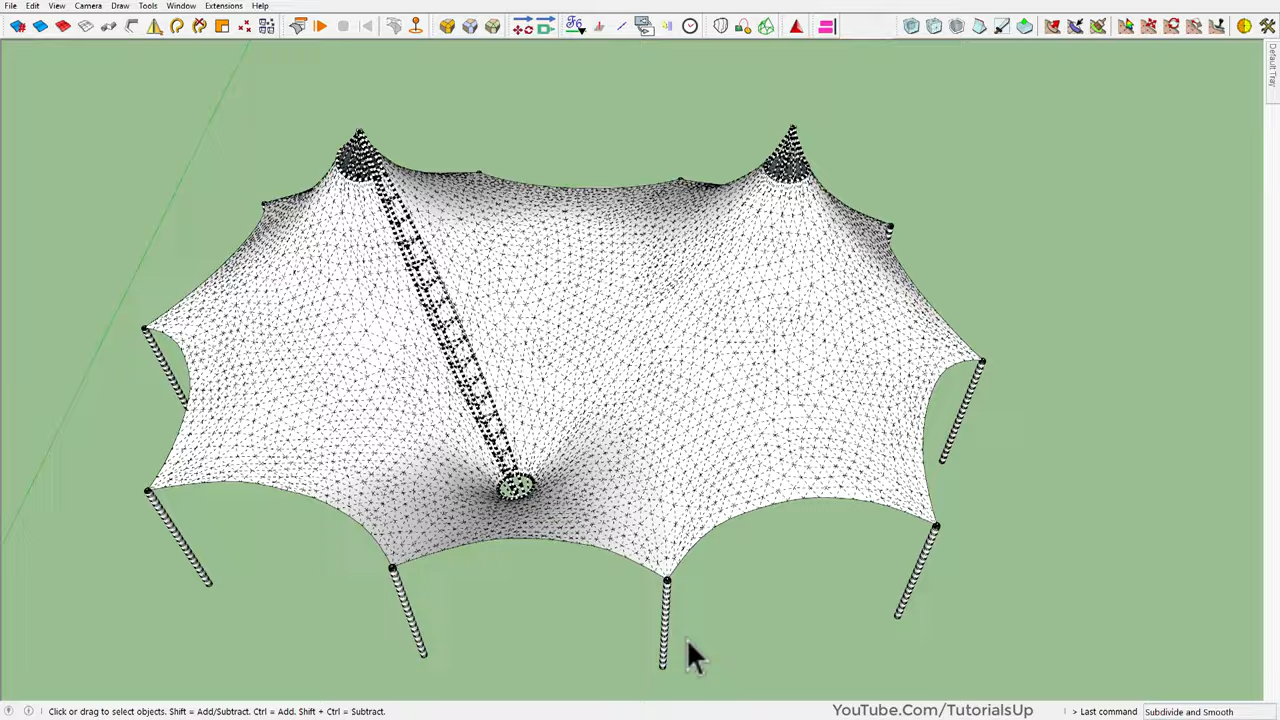 File Edit View Camera Draw Tools Window Extensions Help
Default Tray
Click or drag to select objects. Shift = Add/Subtract. Ctrl = Add. Shift + Ctrl = Subtract.
YouTube.Com/TutorialsUp
> Last command Subdivide and Smooth